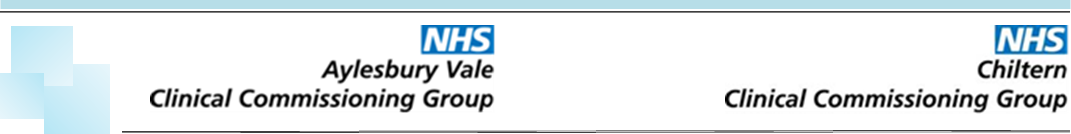 NHS
Aylesbury Vale
Clinical Commissioning Group
NHS
Chiltern
Clinical Commissioning Group